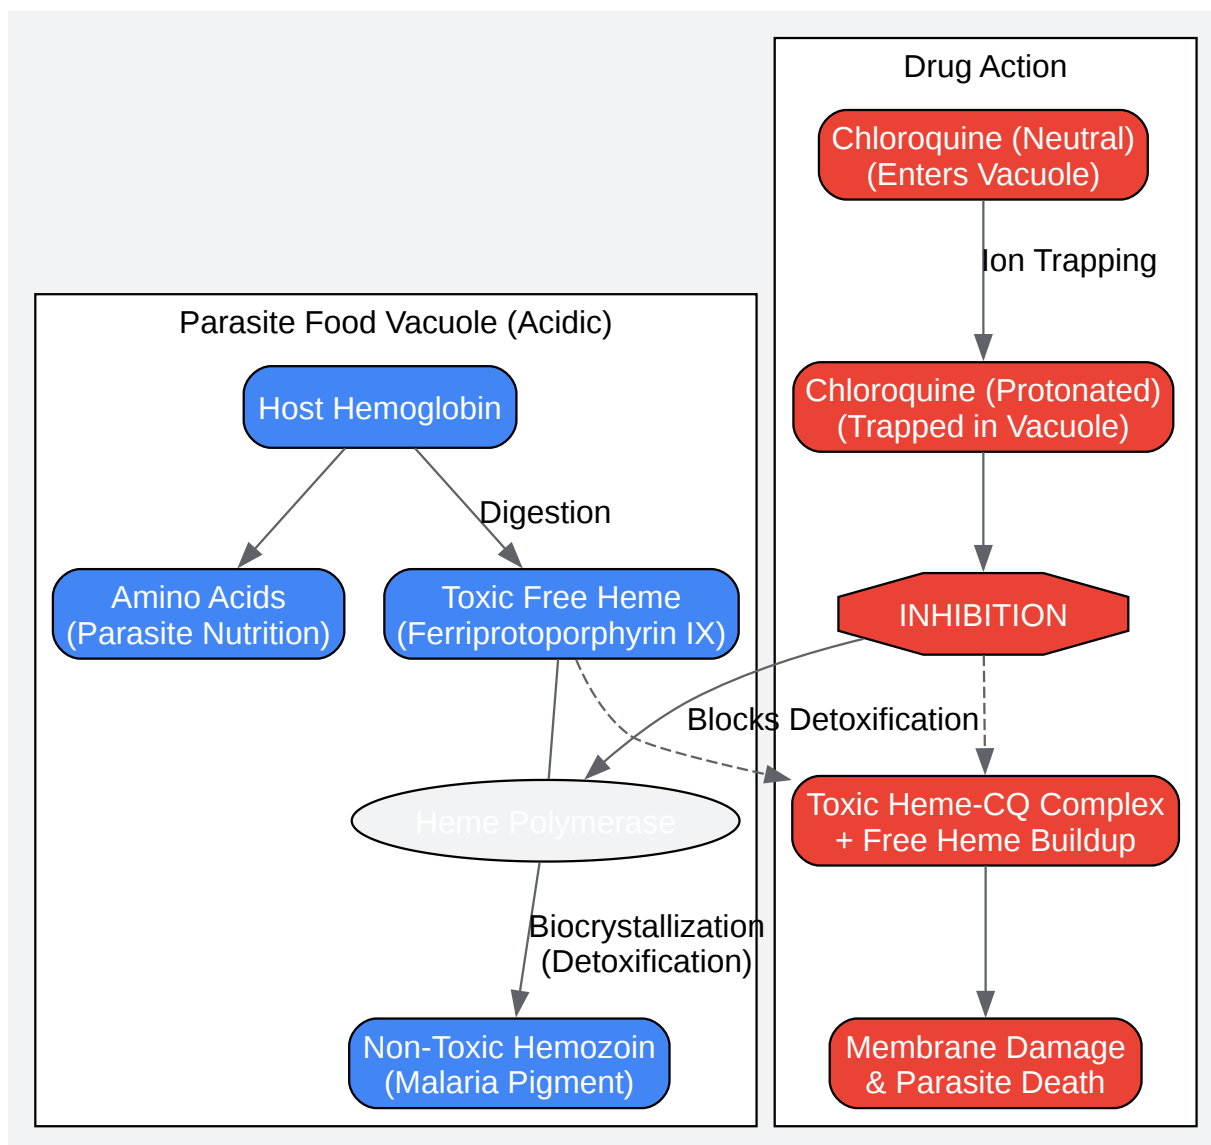 Drug Action
Chloroquine (Neutral)
(Enters Vacuole)
Ion Trapping
Chloroquine (Protonated)
(Trapped in Vacuole)
INHIBITION
Parasite Food Vacuole (Acidic)
Host Hemoglobin
Digestion
Amino Acids
(Parasite Nutrition)
Toxic Free Heme
(Ferriprotoporphyrin IX)
Blocks Detoxification
Heme Polymerase
Toxic Heme-CQ Complex
+ Free Heme Buildup
Biocrystallization
(Detoxification)
Non-Toxic Hemozoin
(Malaria Pigment)
Membrane Damage
& Parasite Death